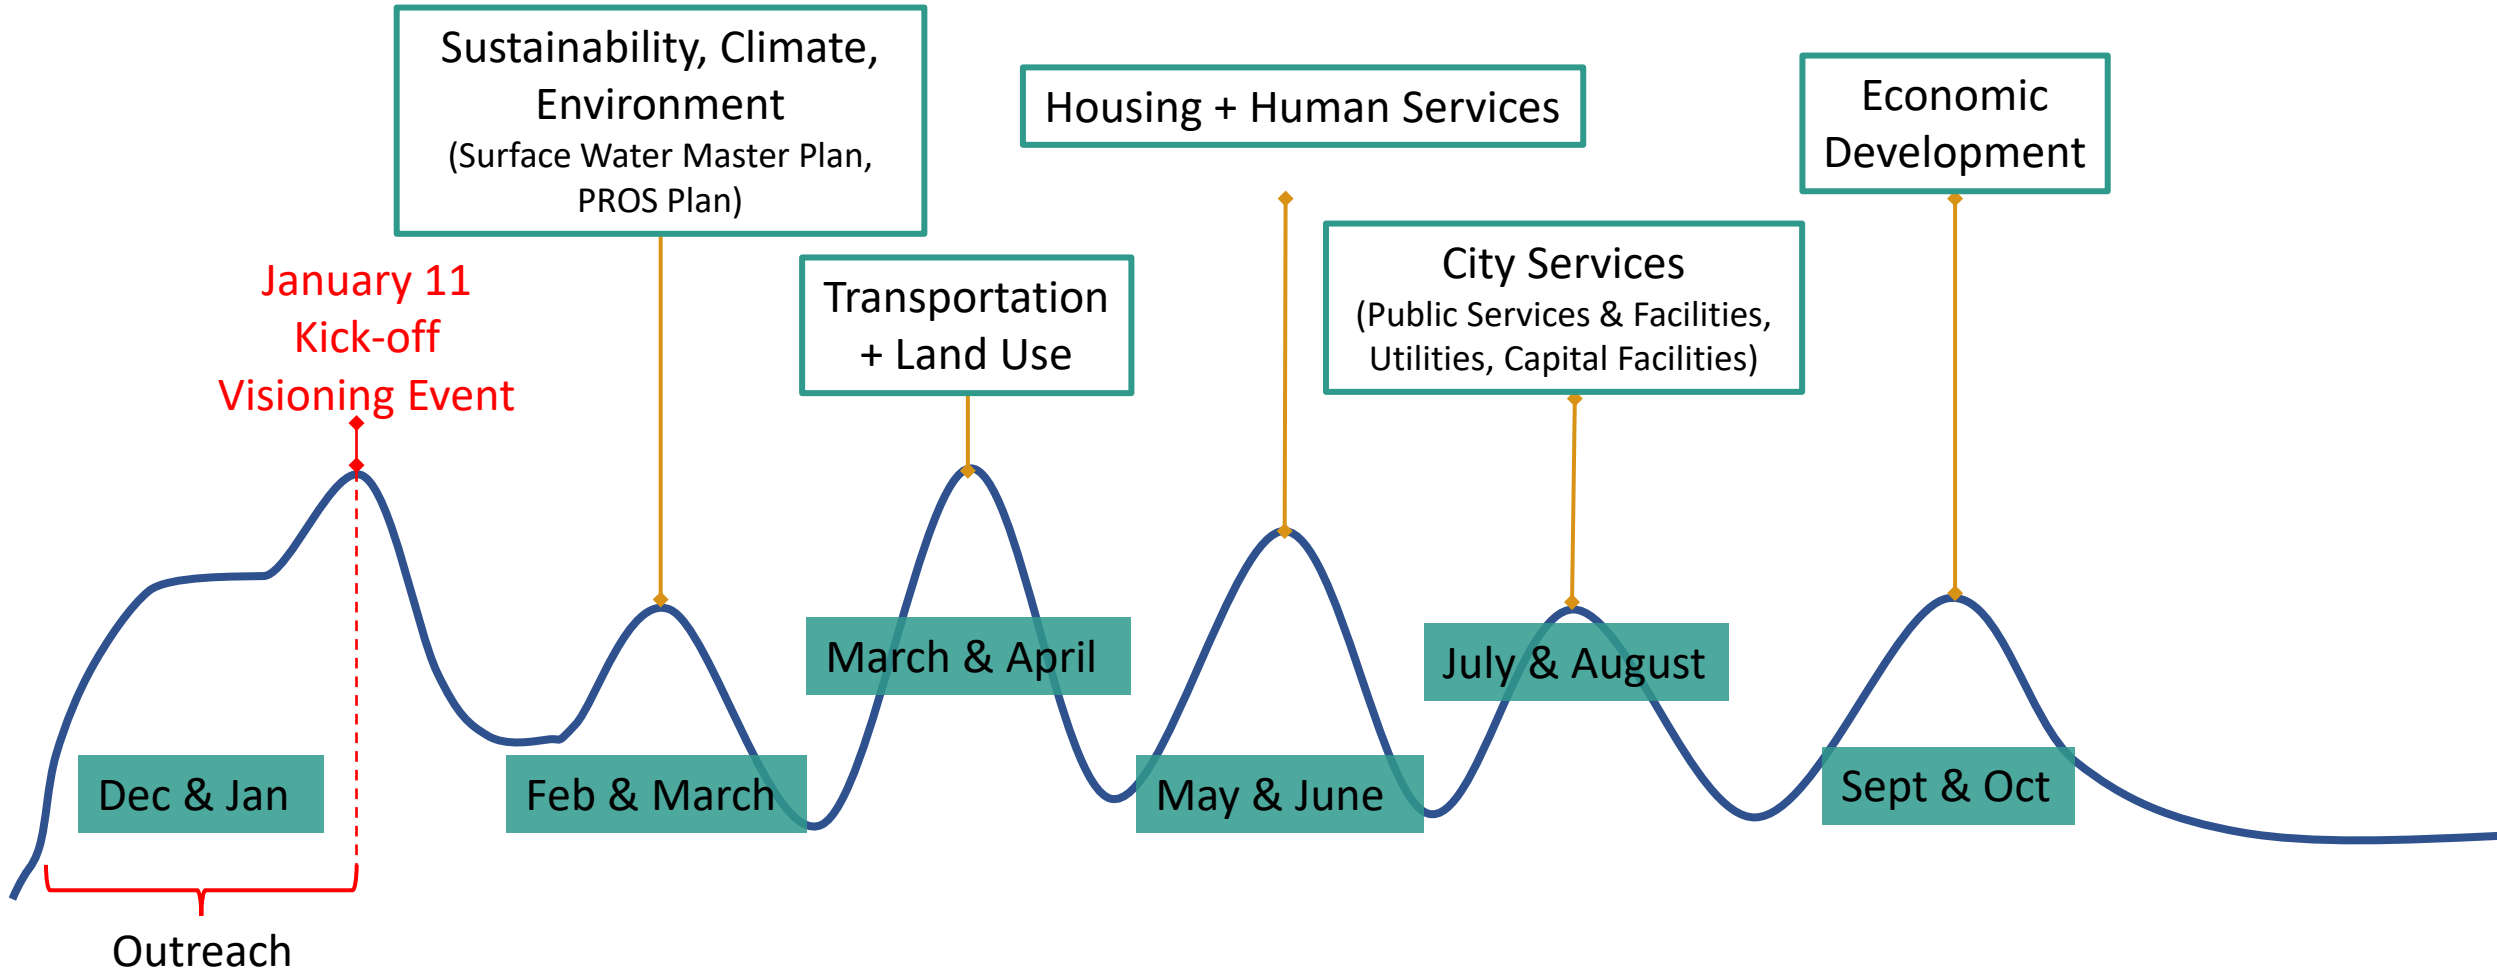 Sustainability, Climate,
Environment
(Surface Water Master Plan,
PROS Plan)
Housing + Human Services
Economic
Development
January 11
Kick-off
Visioning Event
Transportation
+ Land Use
City Services
(Public Services & Facilities,
Utilities, Capital Facilities)
Dec & Jan
Feb & March
March & April
May & June
July & August
Sept & Oct
Outreach